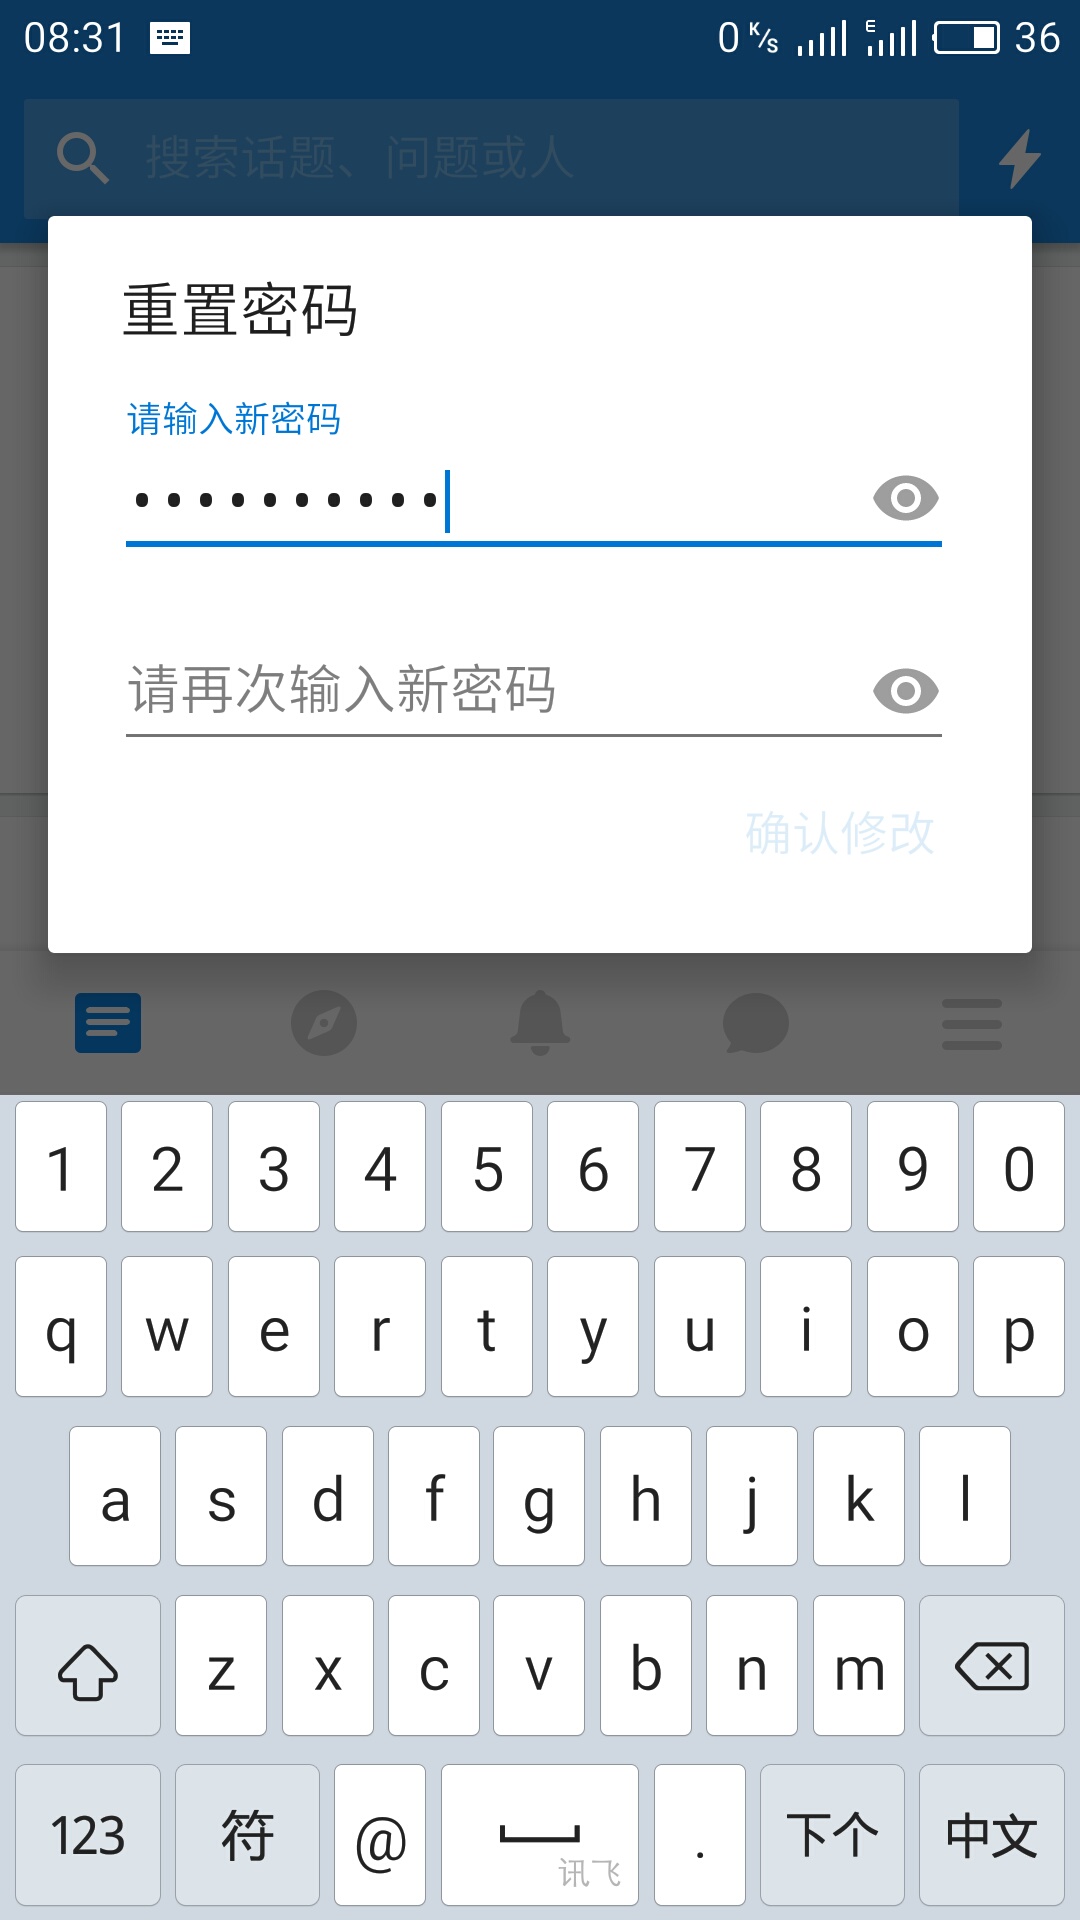 08:31 0 K/s E 36
搜索话题、问题或人
重置密码
请输入新密码
••••••••••
请再次输入新密码
确认修改
1 2 3 4 5 6 7 8 9 0
q w e r t y u i o p
a s d f g h j k l
z x c v b n m
123 符 @ 讯飞 . 下个 中文